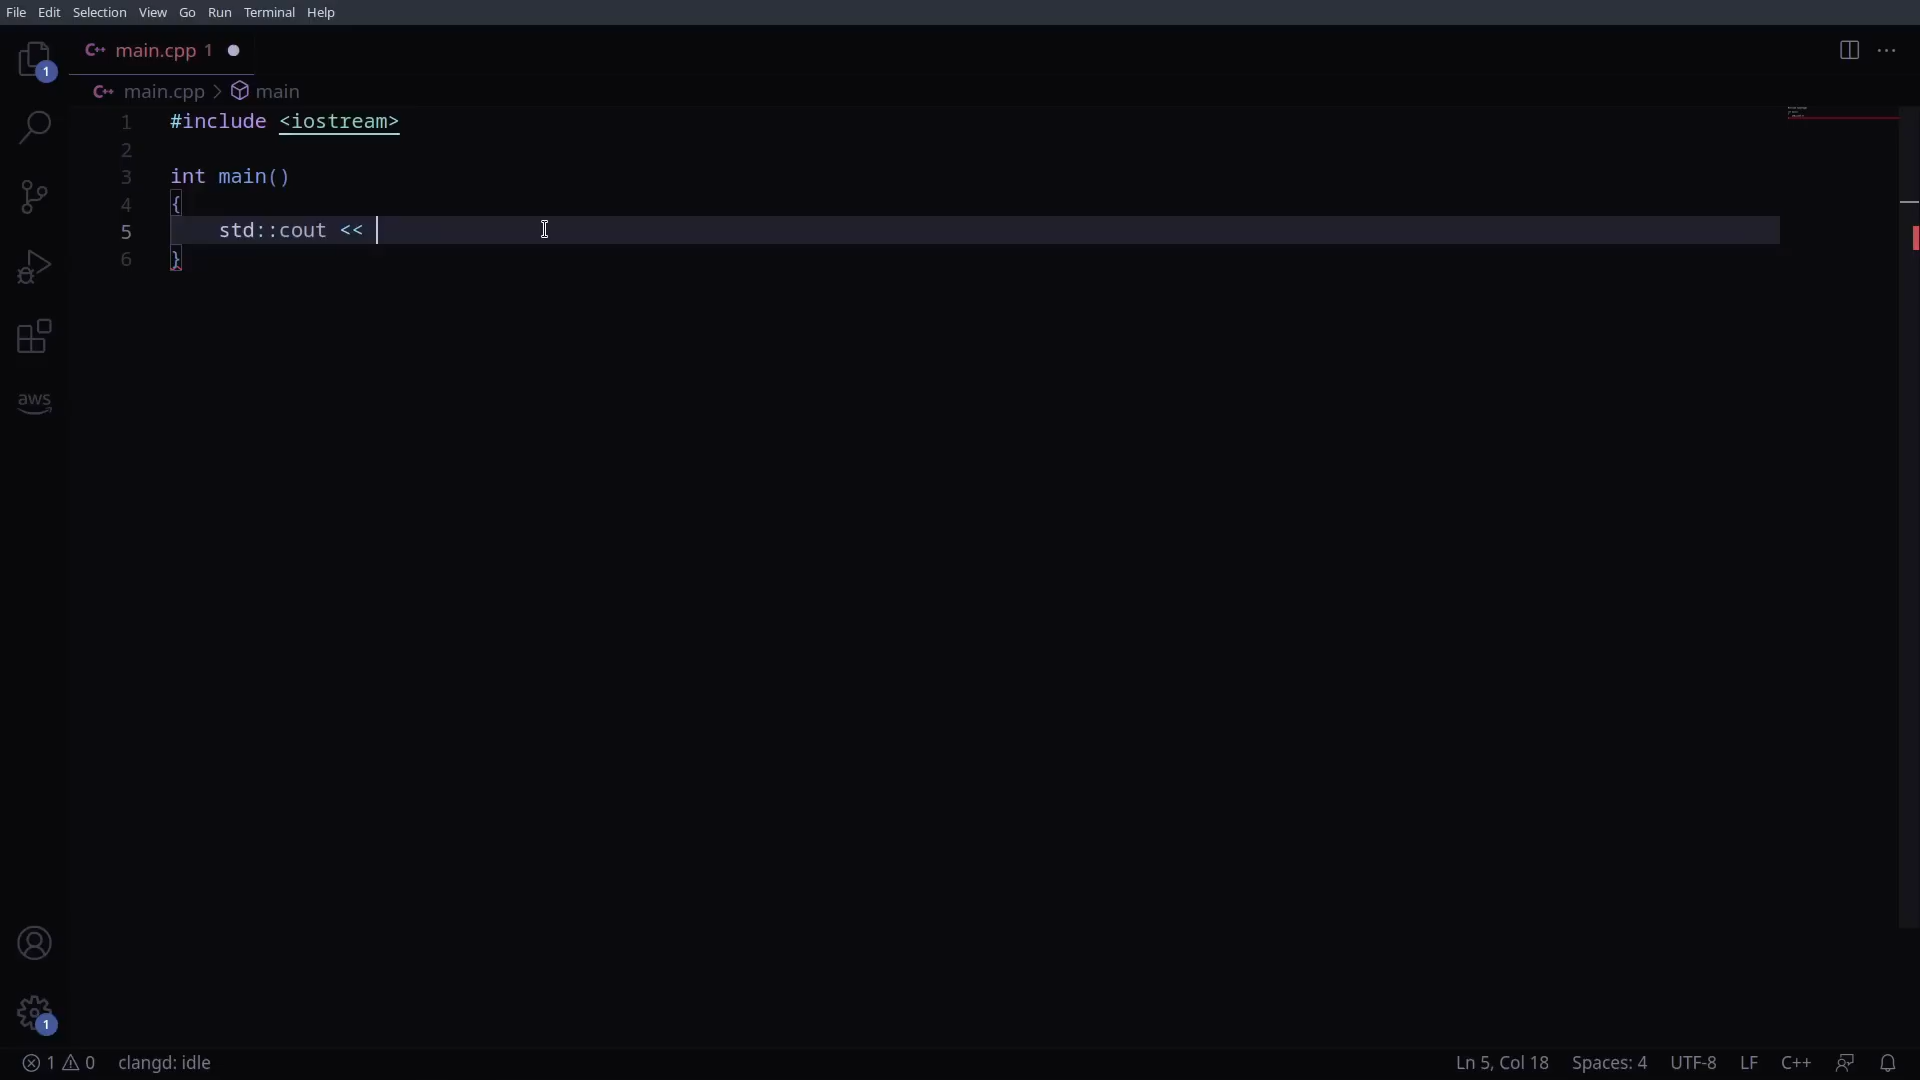 File Edit Selection View Go Run Terminal Help
C++ main.cpp 1
1
C++ main.cpp > main
1 #include <iostream>
2
3 int main()
4 {
5     std::cout <<
6 }
aws
1
1 0 clangd: idle Ln 5, Col 18 Spaces: 4 UTF-8 LF C++